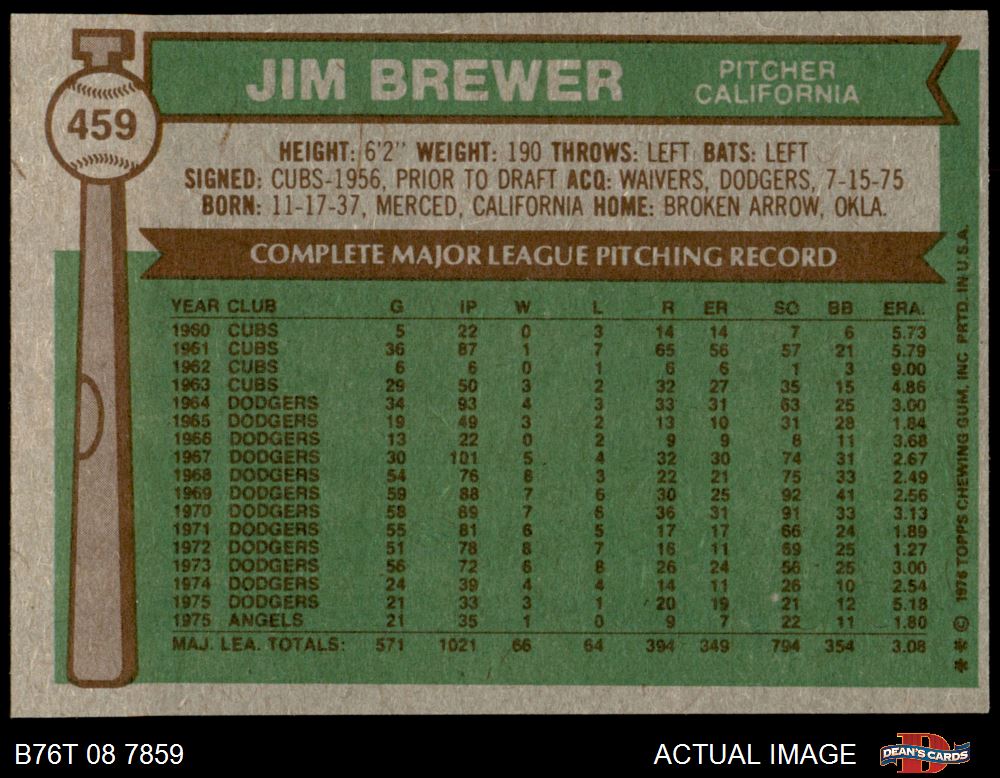 JIM BREWER
PITCHER
CALIFORNIA
459
HEIGHT: 6'2" WEIGHT: 190 THROWS: LEFT BATS: LEFT
SIGNED: CUBS-1956, PRIOR TO DRAFT ACQ: WAIVERS, DODGERS, 7-15-75
BORN: 11-17-37, MERCED, CALIFORNIA HOME: BROKEN ARROW, OKLA.
COMPLETE MAJOR LEAGUE PITCHING RECORD
YEAR CLUB G IP W L R ER SO BB ERA.
1960 CUBS 5 22 0 3 14 14 7 6 5.73
1961 CUBS 36 87 1 7 65 56 57 21 5.79
1962 CUBS 6 6 0 1 6 6 1 3 9.00
1963 CUBS 29 50 3 2 32 27 35 15 4.86
1964 DODGERS 34 93 4 3 33 31 63 25 3.00
1965 DODGERS 19 49 3 2 13 10 31 28 1.84
1966 DODGERS 13 22 0 2 9 9 8 11 3.68
1967 DODGERS 30 101 5 4 32 30 74 31 2.67
1968 DODGERS 54 76 8 3 22 21 75 33 2.49
1969 DODGERS 59 88 7 6 30 25 92 41 2.56
1970 DODGERS 58 89 7 6 36 31 91 33 3.13
1971 DODGERS 55 81 6 5 17 17 66 24 1.89
1972 DODGERS 51 78 8 7 16 11 69 25 1.27
1973 DODGERS 56 72 6 8 26 24 56 25 3.00
1974 DODGERS 24 39 4 4 14 11 26 10 2.54
1975 DODGERS 21 33 3 1 20 19 21 12 5.18
1975 ANGELS 21 35 1 0 9 7 22 11 1.80
MAJ. LEA. TOTALS: 571 1021 66 64 394 349 794 354 3.08
** © 1976 TOPPS CHEWING GUM, INC. PRTD. IN U.S.A.
B76T 08 7859
ACTUAL IMAGE
D
DEAN'S CARDS